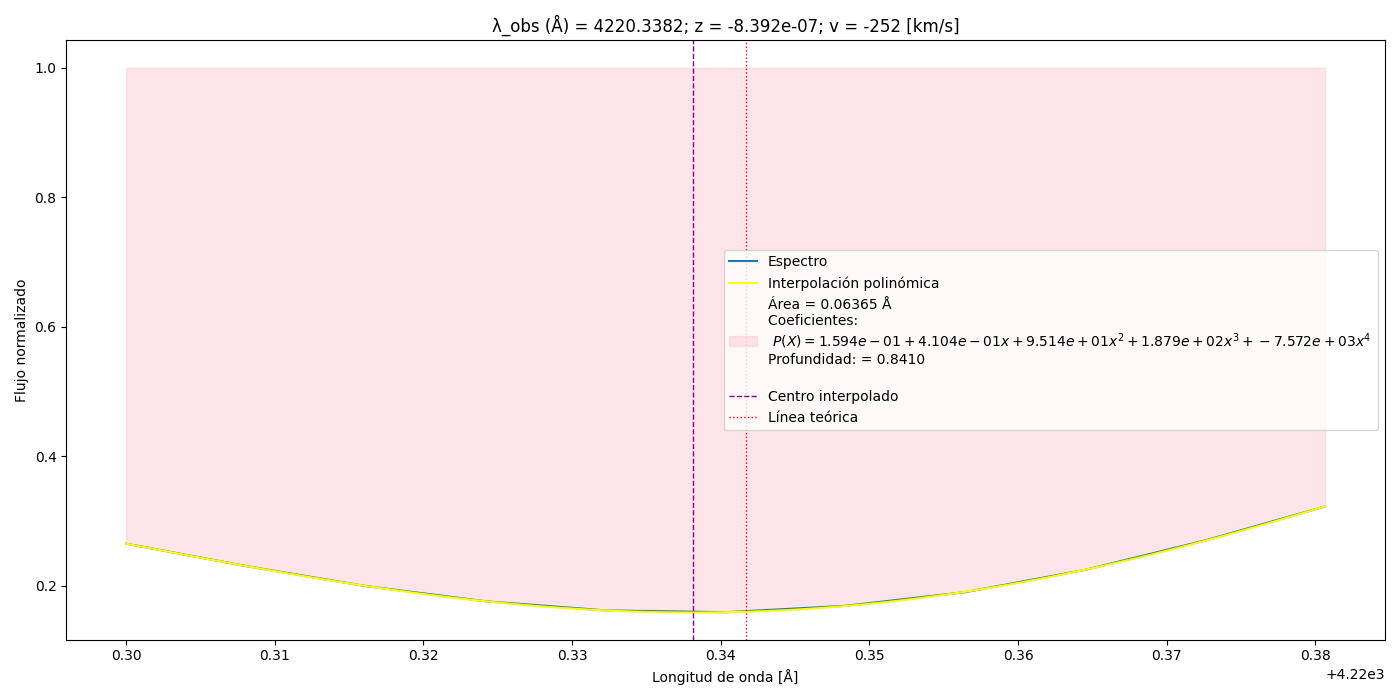 λ_obs (Å) = 4220.3382; z = -8.392e-07; v = -252 [km/s]
Flujo normalizado
1.0
0.8
0.6
0.4
0.2
Espectro
Interpolación polinómica
Área = 0.06365 Å
Coeficientes:
P(X) = 1.594e − 01 + 4.104e − 01x + 9.514e + 01x² + 1.879e + 02x³ + − 7.572e + 03x⁴
Profundidad: = 0.8410
Centro interpolado
Línea teórica
0.30 0.31 0.32 0.33 0.34 0.35 0.36 0.37 0.38
+4.22e3
Longitud de onda [Å]